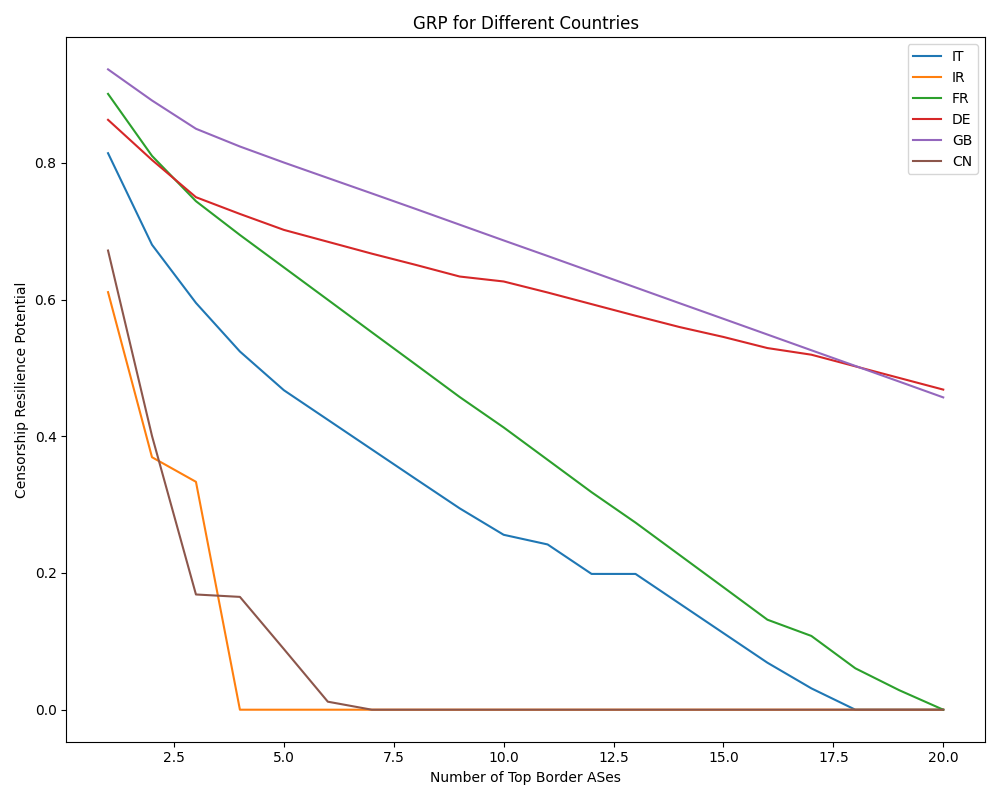 GRP for Different Countries
IT
IR
FR
DE
GB
CN
Censorship Resilience Potential
0.8
0.6
0.4
0.2
0.0
2.5 5.0 7.5 10.0 12.5 15.0 17.5 20.0
Number of Top Border ASes